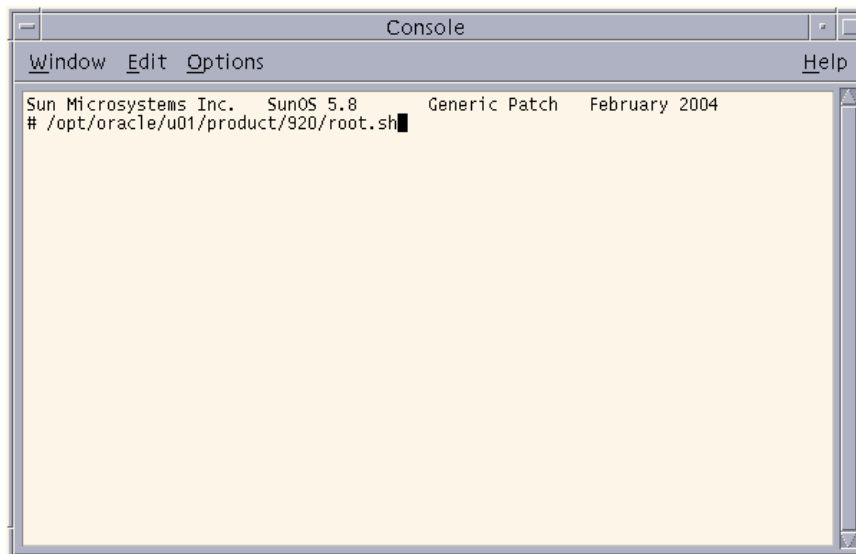 Console
Window Edit Options Help
Sun Microsystems Inc. SunOS 5.8 Generic Patch February 2004
# /opt/oracle/u01/product/920/root.sh